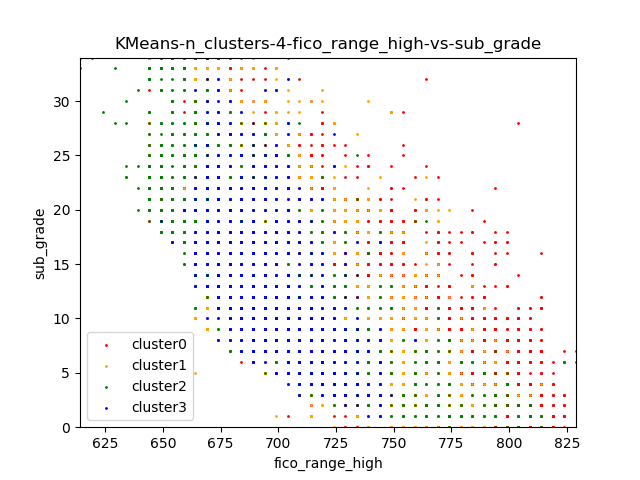 KMeans-n_clusters-4-fico_range_high-vs-sub_grade
sub_grade
30
25
20
15
10
5
0
cluster0
cluster1
cluster2
cluster3
625 650 675 700 725 750 775 800 825
fico_range_high